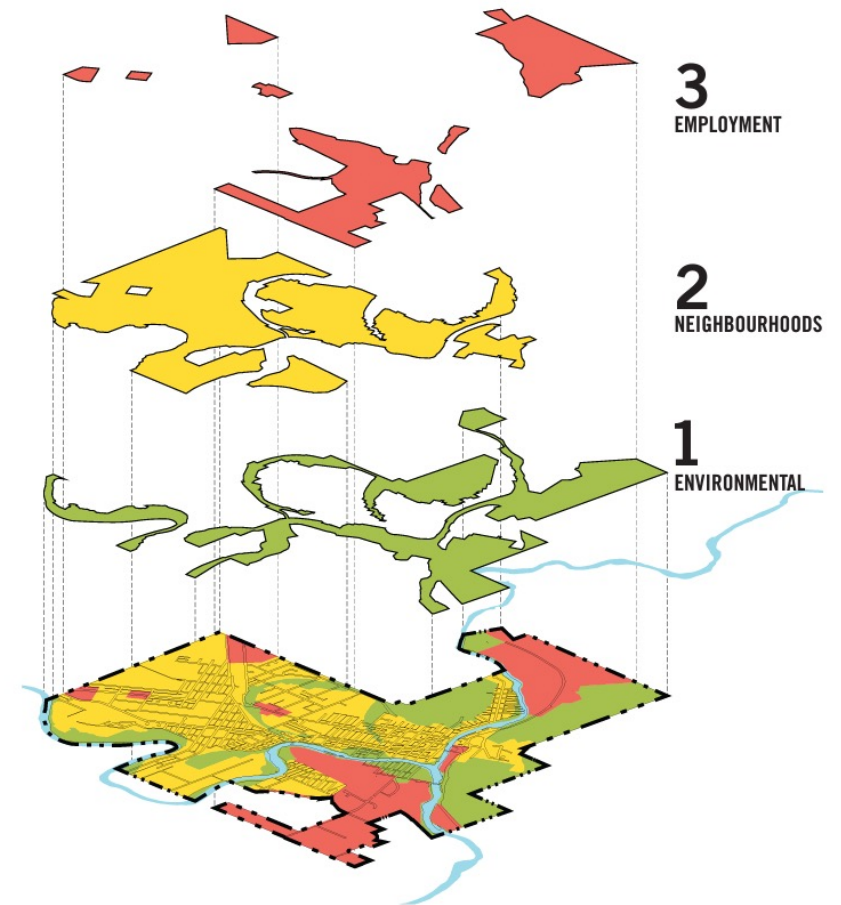 3
EMPLOYMENT
2
NEIGHBOURHOODS
1
ENVIRONMENTAL